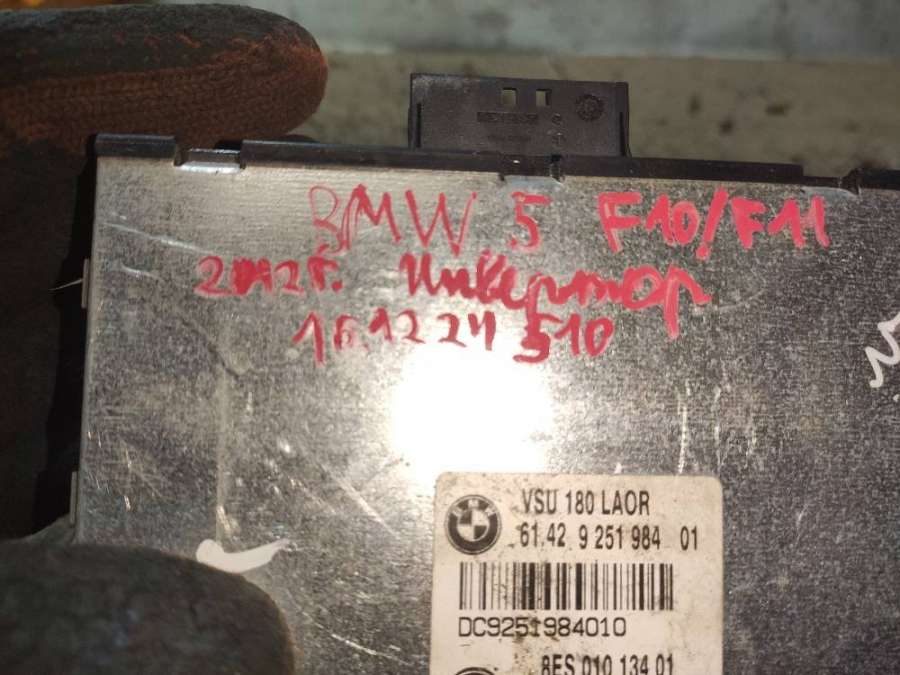 BMW 5 F10/F11
2012г. Инвертор
16.12 24 510
VSU 180 LAOR
61.42 9 251 984 01
DC9251984010
8ES 010 134 01